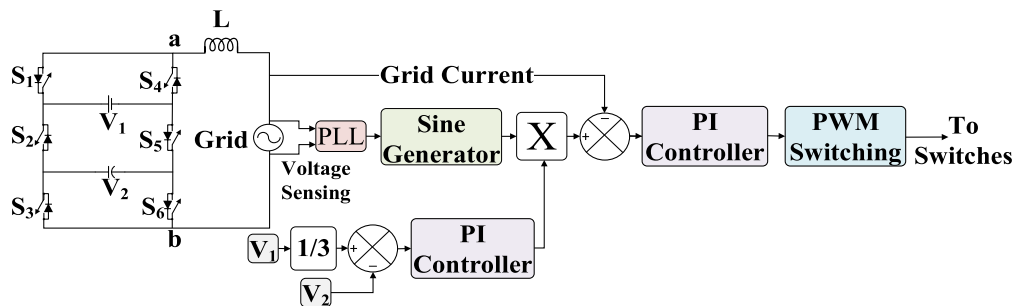 L
a
S1
S4
V1
S2
S5
V2
S3
S6
b
Grid
Grid Current
PLL
Voltage
Sensing
Sine
Generator
X
+
−
PI
Controller
PWM
Switching
To
Switches
V1
1/3
+
−
V2
PI
Controller